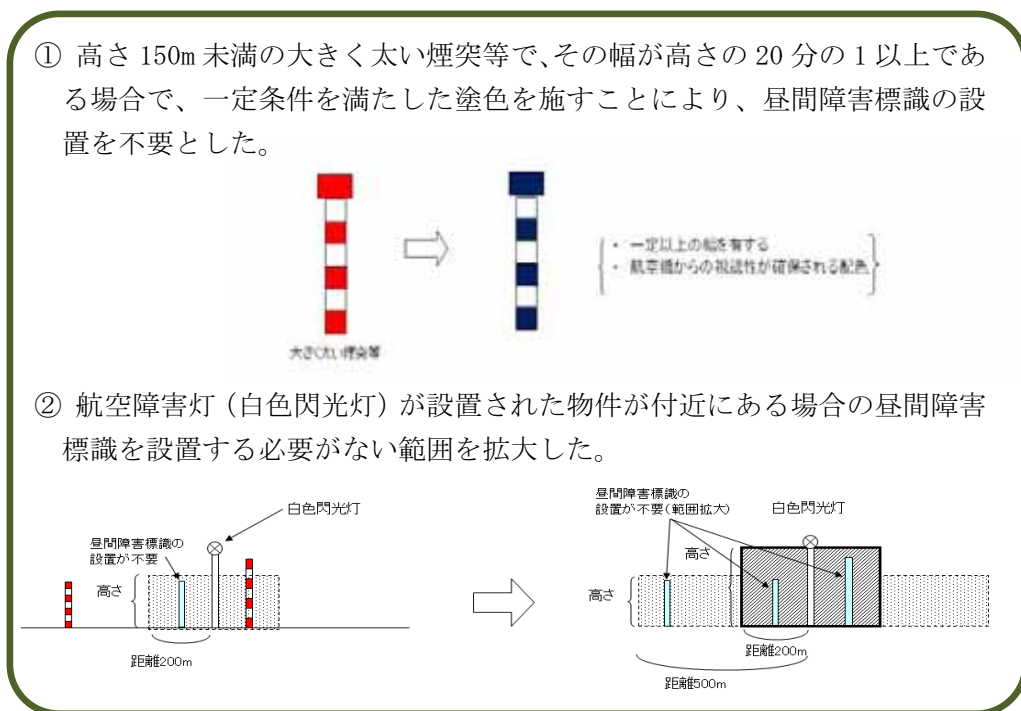 ① 高さ 150m 未満の大きく太い煙突等で、その幅が高さの 20 分の 1 以上であ
る場合で、一定条件を満たした塗色を施すことにより、昼間障害標識の設
置を不要とした。
・ 一定以上の幅を有する
・ 航空機からの視認性が確保される配色
大きく太い煙突等
② 航空障害灯（白色閃光灯）が設置された物件が付近にある場合の昼間障害
標識を設置する必要がない範囲を拡大した。
白色閃光灯
昼間障害標識の
設置が不要
高さ
距離200m
昼間障害標識の
設置が不要(範囲拡大)
白色閃光灯
高さ
高さ
距離200m
距離500m